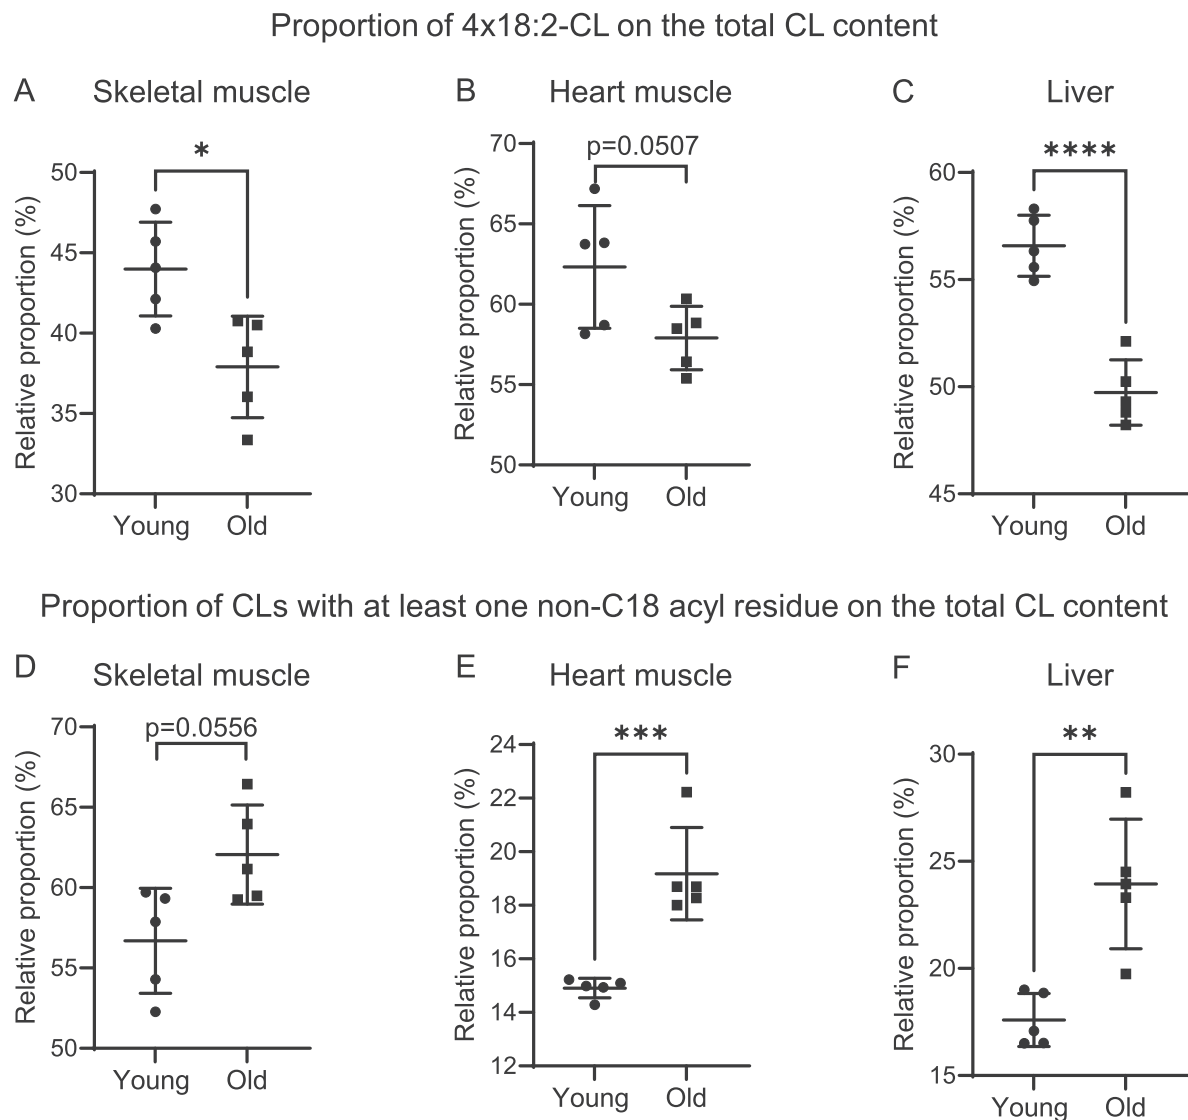 Proportion of 4x18:2-CL on the total CL content
A Skeletal muscle
*
50
45
40
35
30
Relative proportion (%)
Young Old
B Heart muscle
p=0.0507
70
65
60
55
50
Relative proportion (%)
Young Old
C Liver
****
60
55
50
45
Relative proportion (%)
Young Old
Proportion of CLs with at least one non-C18 acyl residue on the total CL content
D Skeletal muscle
p=0.0556
70
65
60
55
50
Relative proportion (%)
Young Old
E Heart muscle
***
24
22
20
18
16
14
12
Relative proportion (%)
Young Old
F Liver
**
30
25
20
15
Relative proportion (%)
Young Old